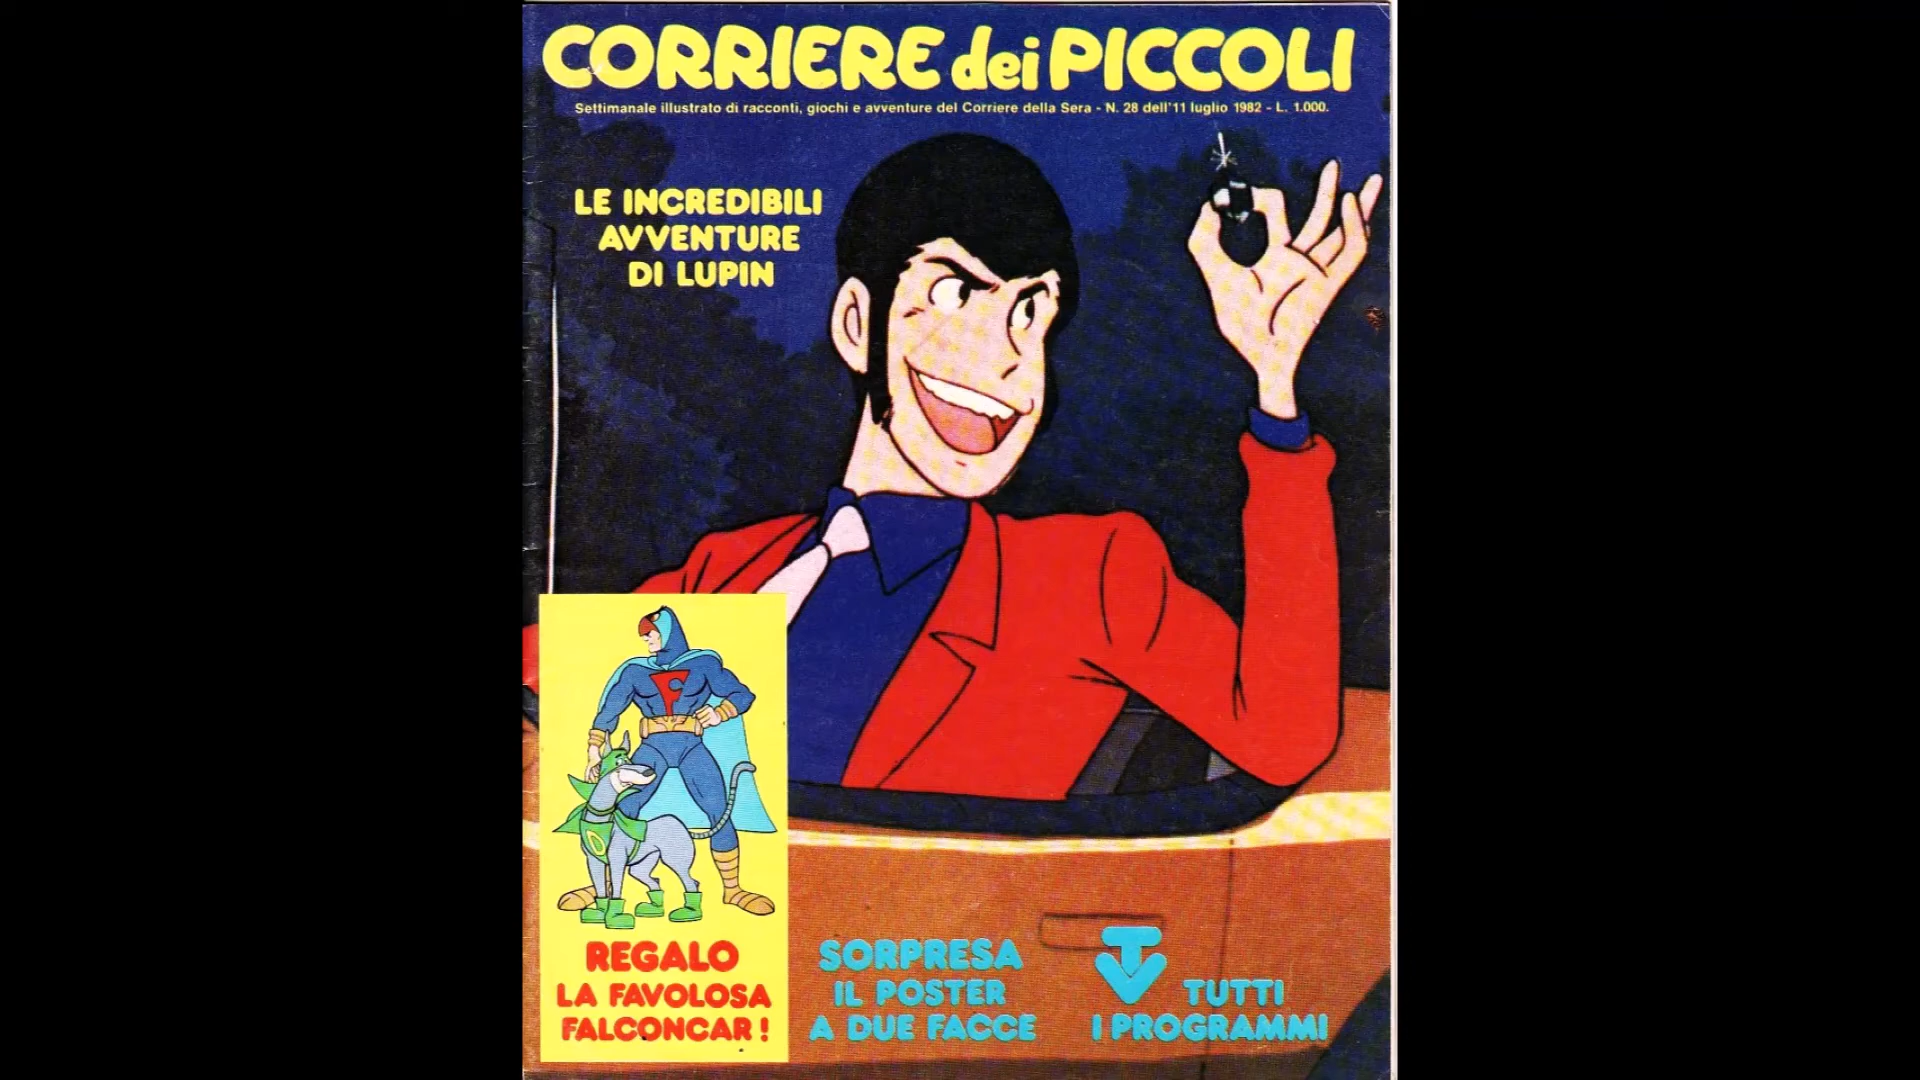 CORRIERE dei PICCOLI
Settimanale illustrato di racconti, giochi e avventure del Corriere della Sera - N. 28 dell'11 luglio 1982 - L. 1.000.
LE INCREDIBILI
AVVENTURE
DI LUPIN
F
REGALO
LA FAVOLOSA
FALCONCAR!
SORPRESA
IL POSTER
A DUE FACCE
TV
TUTTI
I PROGRAMMI